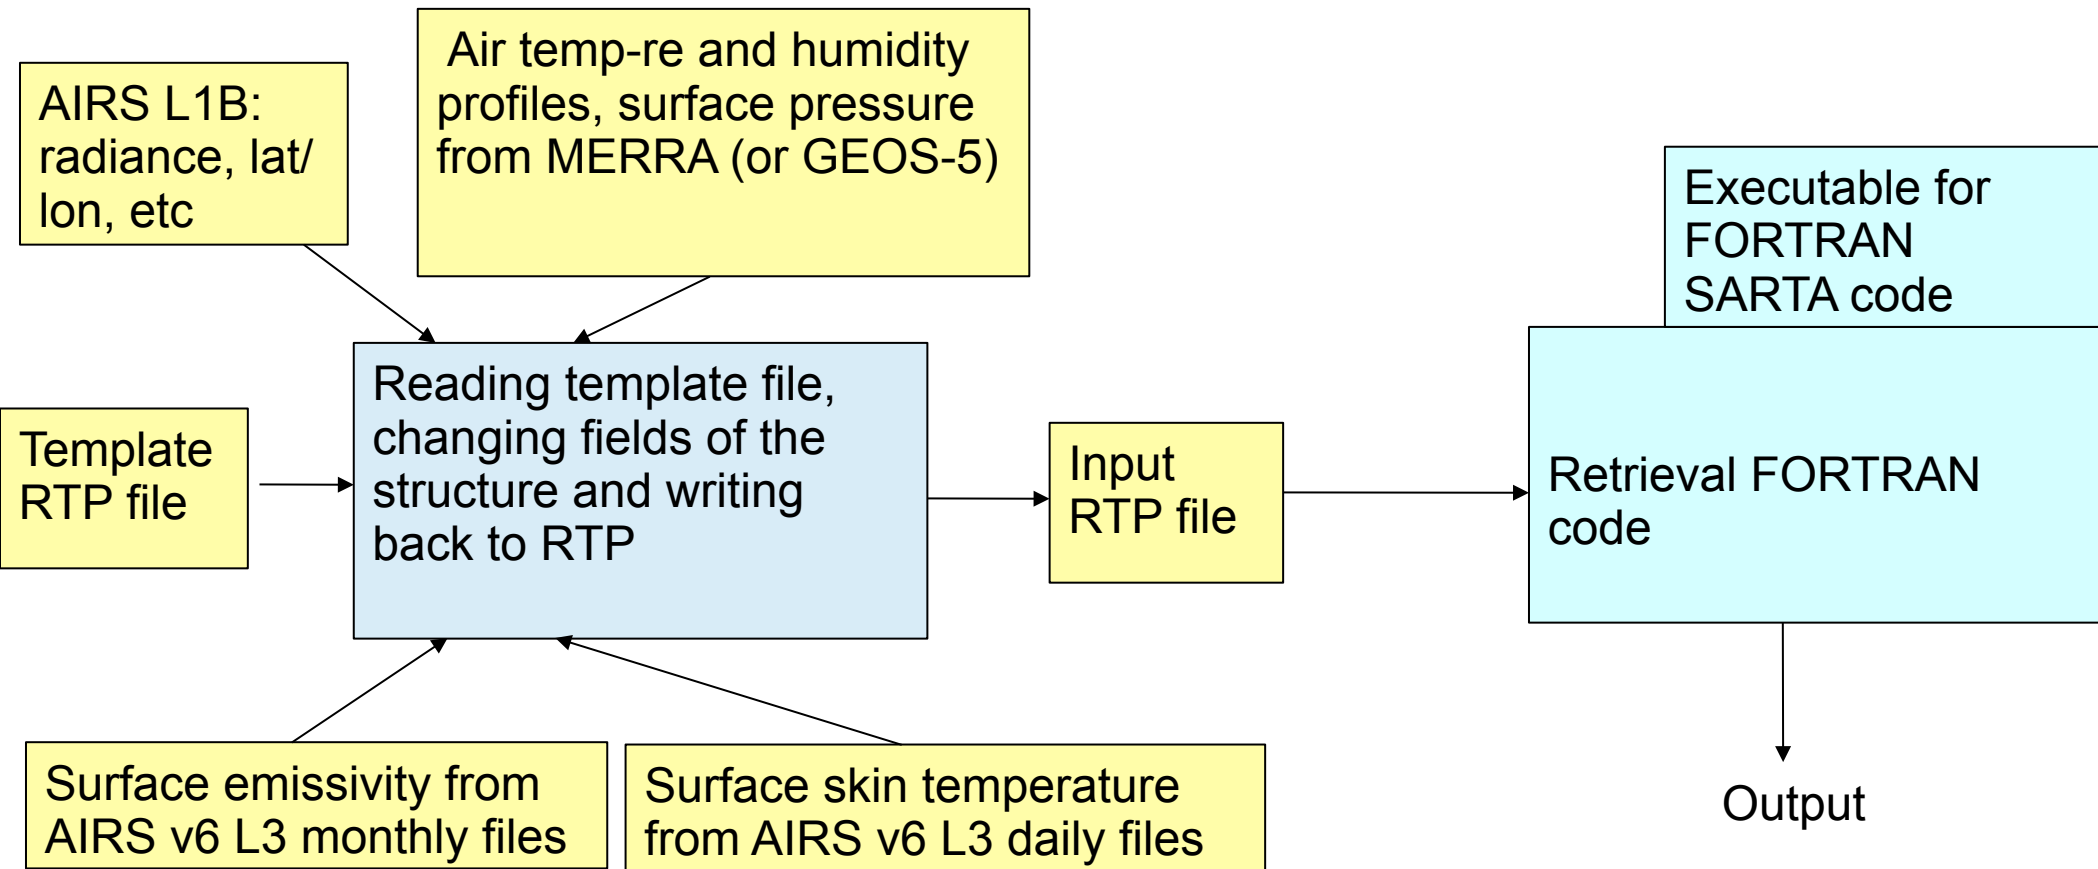 Air temp-re and humidity
profiles, surface pressure
from MERRA (or GEOS-5)
AIRS L1B:
radiance, lat/
lon, etc
Executable for
FORTRAN
SARTA code
Reading template file,
changing fields of the
structure and writing
back to RTP
Template
RTP file
Input
RTP file
Retrieval FORTRAN
code
Surface emissivity from
AIRS v6 L3 monthly files
Surface skin temperature
from AIRS v6 L3 daily files
Output